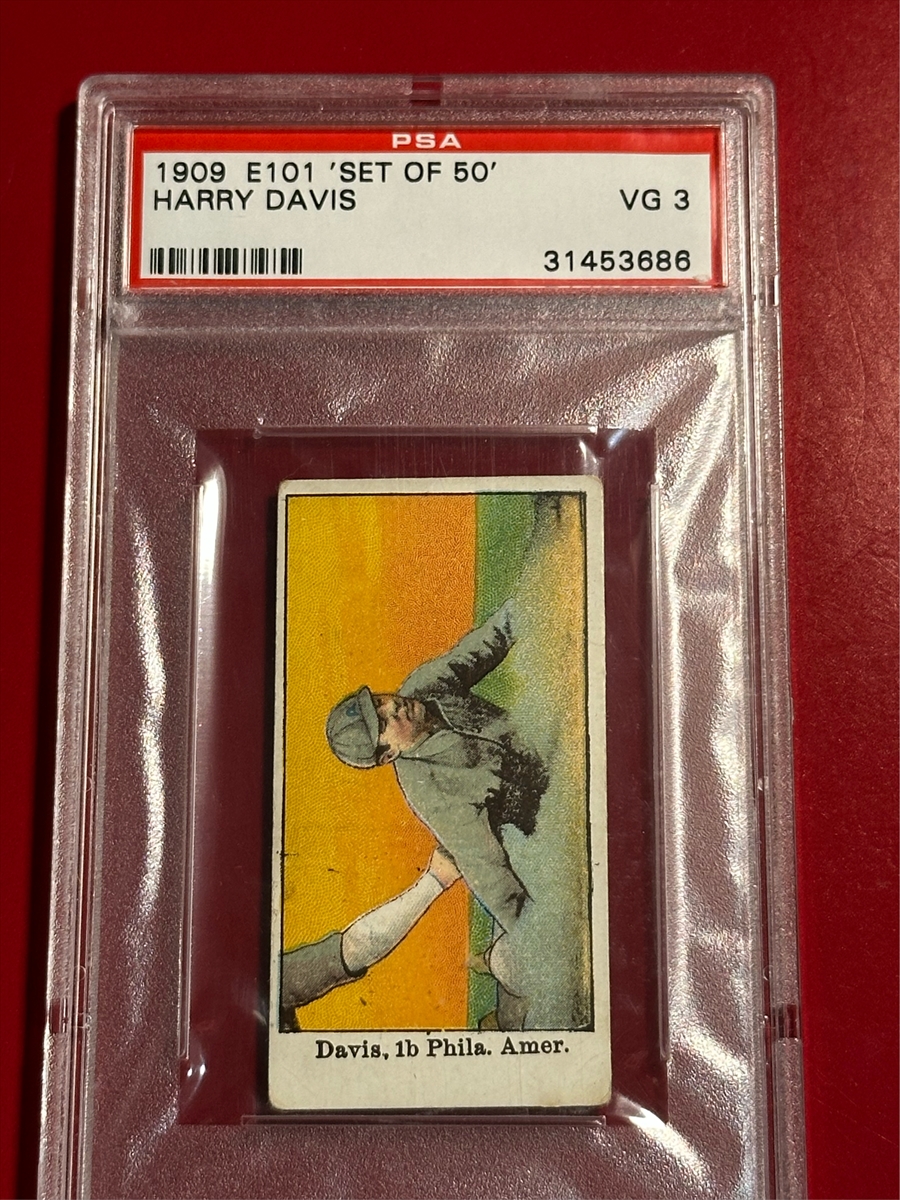 PSA
1909 E101 'SET OF 50'
HARRY DAVIS
VG 3
31453686
Davis, 1b Phila. Amer.